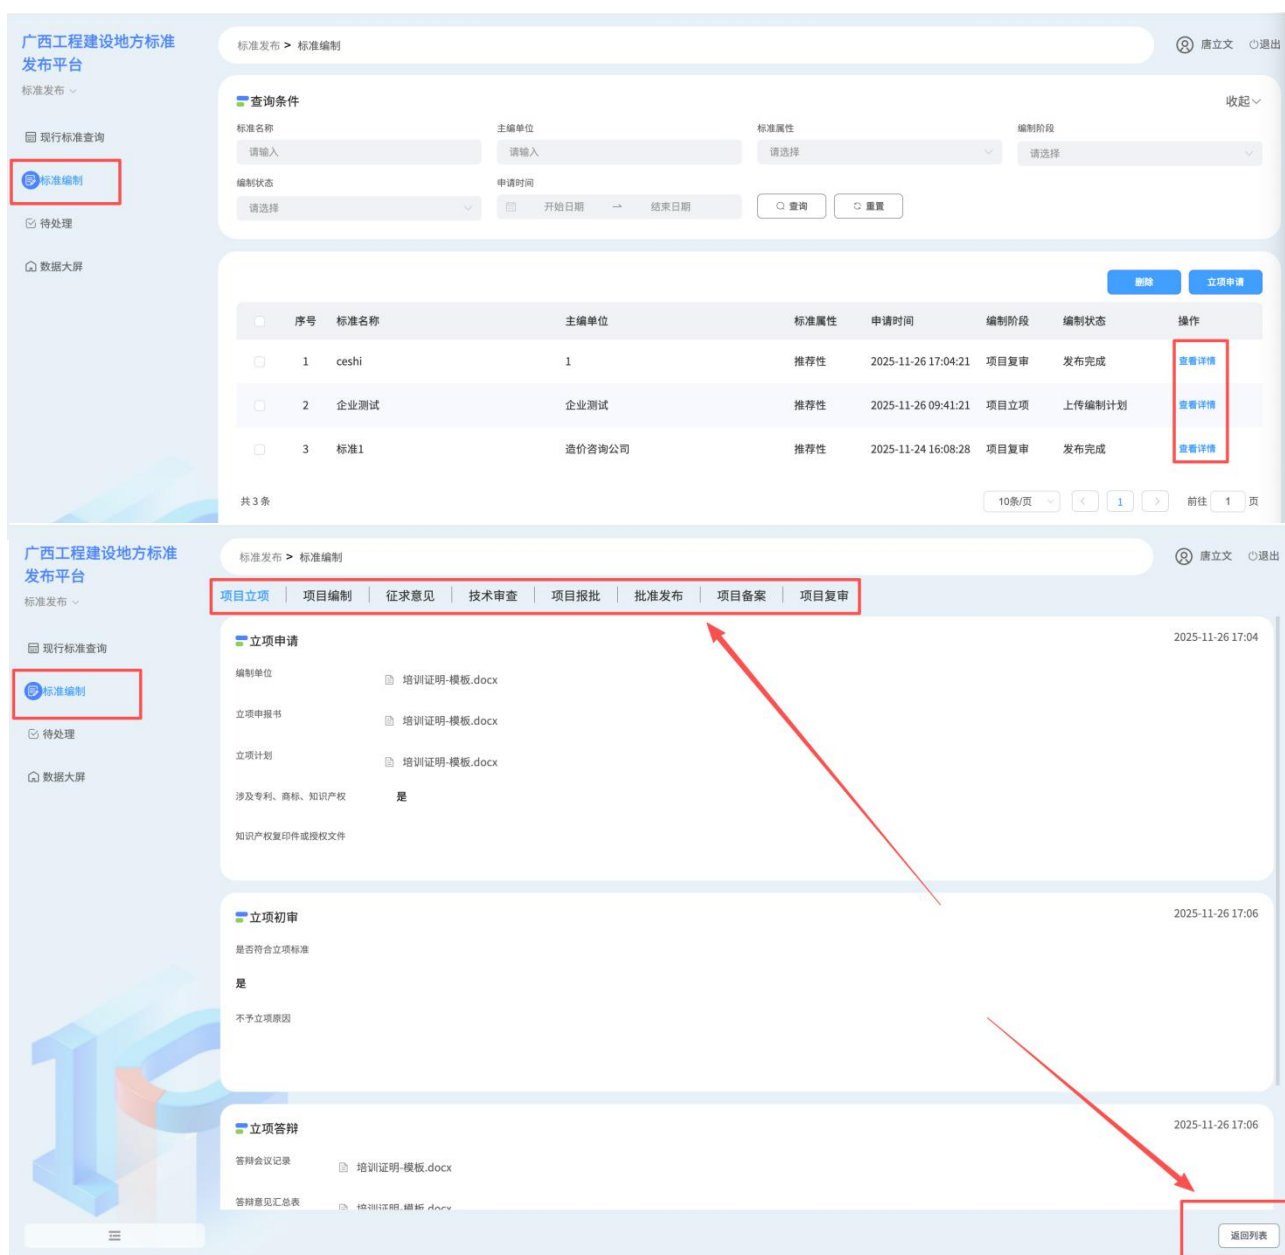 广西工程建设地方标准
发布平台
标准发布
标准发布 > 标准编制
唐立文 退出
现行标准查询
标准编制
待处理
数据大屏
查询条件 收起
标准名称 主编单位 标准属性 编制阶段
请输入 请输入 请选择 请选择
编制状态 申请时间
请选择 开始日期 → 结束日期 查询 重置
删除 立项申请
序号 标准名称 主编单位 标准属性 申请时间 编制阶段 编制状态 操作
1 ceshi 1 推荐性 2025-11-26 17:04:21 项目复审 发布完成 查看详情
2 企业测试 企业测试 推荐性 2025-11-26 09:41:21 项目立项 上传编制计划 查看详情
3 标准1 造价咨询公司 推荐性 2025-11-24 16:08:28 项目复审 发布完成 查看详情
共 3 条 10条/页 < 1 > 前往 1 页
广西工程建设地方标准
发布平台
标准发布
标准发布 > 标准编制
唐立文 退出
现行标准查询
标准编制
待处理
数据大屏
项目立项 项目编制 征求意见 技术审查 项目报批 批准发布 项目备案 项目复审
立项申请 2025-11-26 17:04
编制单位 培训证明-模板.docx
立项申报书 培训证明-模板.docx
立项计划 培训证明-模板.docx
涉及专利、商标、知识产权 是
知识产权复印件或授权文件
立项初审 2025-11-26 17:06
是否符合立项标准
是
不予立项原因
立项答辩 2025-11-26 17:06
答辩会议记录 培训证明-模板.docx
答辩意见汇总表 培训证明-模板.docx
返回列表